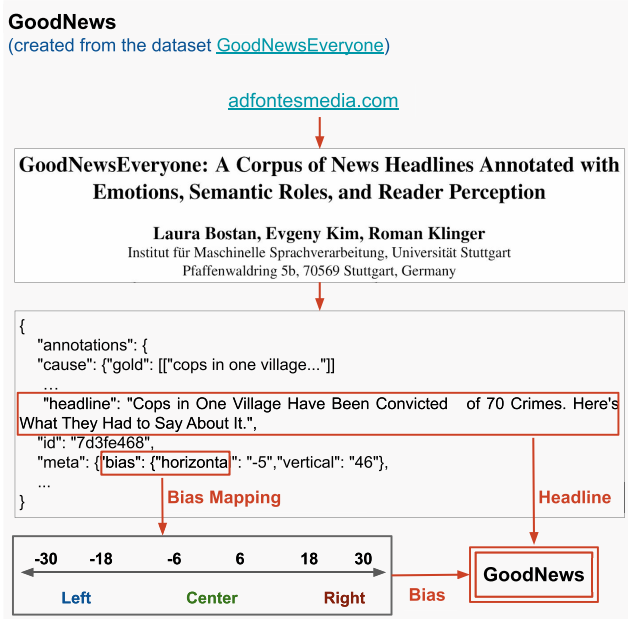 GoodNews
(created from the dataset GoodNewsEveryone)
adfontesmedia.com
GoodNewsEveryone: A Corpus of News Headlines Annotated with
Emotions, Semantic Roles, and Reader Perception
Laura Bostan, Evgeny Kim, Roman Klinger
Institut für Maschinelle Sprachverarbeitung, Universität Stuttgart
Pfaffenwaldring 5b, 70569 Stuttgart, Germany
{
"annotations": {
"cause": {"gold": [["cops in one village..."]]
...
"headline": "Cops in One Village Have Been Convicted of 70 Crimes. Here's
What They Had to Say About It.",
"id": "7d3fe468",
"meta": {"bias": {"horizontal": "-5","vertical": "46"},
...
}
Bias Mapping
Headline
-30 -18 -6 6 18 30
Left Center Right
Bias
GoodNews